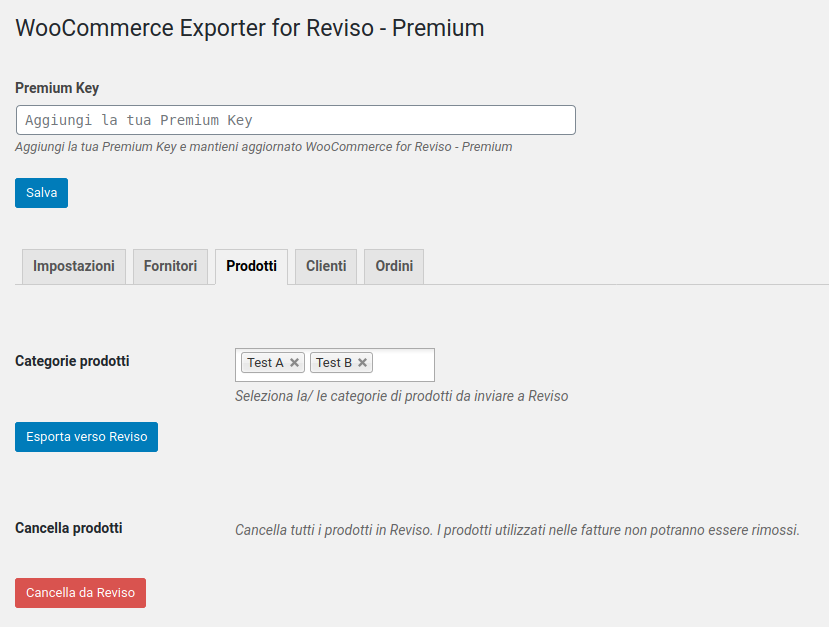 WooCommerce Exporter for Reviso - Premium
Premium Key
Aggiungi la tua Premium Key
Aggiungi la tua Premium Key e mantieni aggiornato WooCommerce for Reviso - Premium
Salva
Impostazioni Fornitori Prodotti Clienti Ordini
Categorie prodotti
Test A × Test B ×
Seleziona la/ le categorie di prodotti da inviare a Reviso
Esporta verso Reviso
Cancella prodotti
Cancella tutti i prodotti in Reviso. I prodotti utilizzati nelle fatture non potranno essere rimossi.
Cancella da Reviso